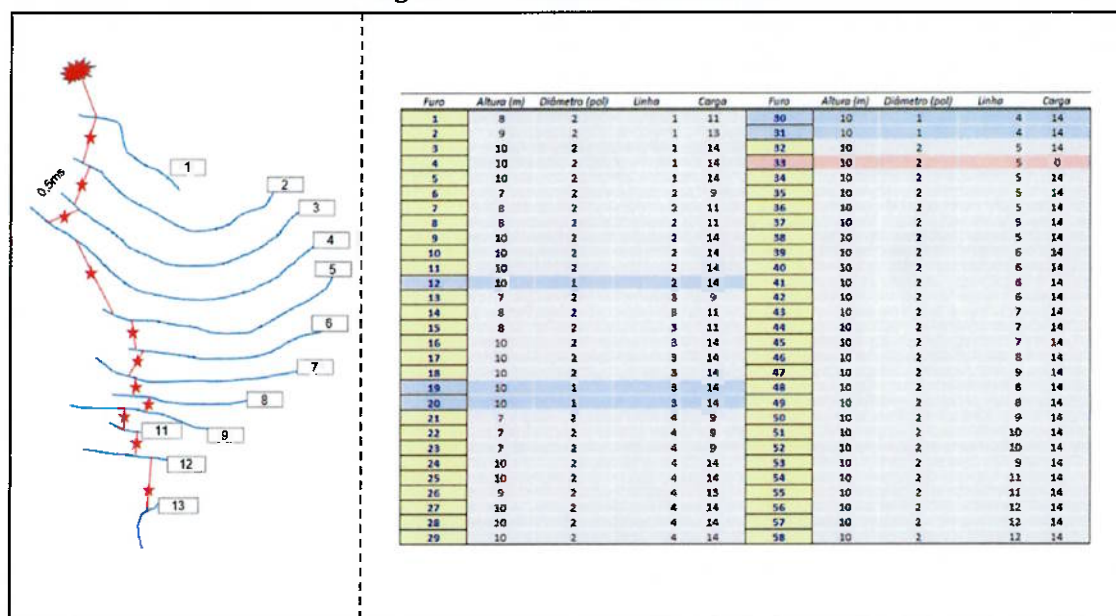 0.5ms
1
2
3
4
5
6
7
8
9
11
12
13
Furo Altura (m) Diâmetro (pol) Linha Carga Furo Altura (m) Diâmetro (pol) Linha Carga
1 8 2 1 11 30 10 1 4 14
2 9 2 1 13 31 10 1 4 14
3 10 2 1 14 32 10 2 5 14
4 10 2 1 14 33 10 2 5 0
5 10 2 1 14 34 10 2 5 14
6 7 2 2 9 35 10 2 5 14
7 8 2 2 11 36 10 2 5 14
8 8 2 2 11 37 10 2 5 14
9 10 2 2 14 38 10 2 5 14
10 10 2 2 14 39 10 2 6 14
11 10 2 2 14 40 10 2 6 14
12 10 1 2 14 41 10 2 6 14
13 7 2 3 9 42 10 2 6 14
14 8 2 3 11 43 10 2 7 14
15 8 2 3 11 44 10 2 7 14
16 10 2 3 14 45 10 2 7 14
17 10 2 3 14 46 10 2 8 14
18 10 2 3 14 47 10 2 9 14
19 10 1 3 14 48 10 2 8 14
20 10 1 3 14 49 10 2 8 14
21 7 2 4 9 50 10 2 9 14
22 7 2 4 9 51 10 2 10 14
23 7 2 4 9 52 10 2 10 14
24 10 2 4 14 53 10 2 9 14
25 10 2 4 14 54 10 2 11 14
26 9 2 4 13 55 10 2 11 14
27 10 2 4 14 56 10 2 12 14
28 10 2 4 14 57 10 2 12 14
29 10 2 4 14 58 10 2 12 14